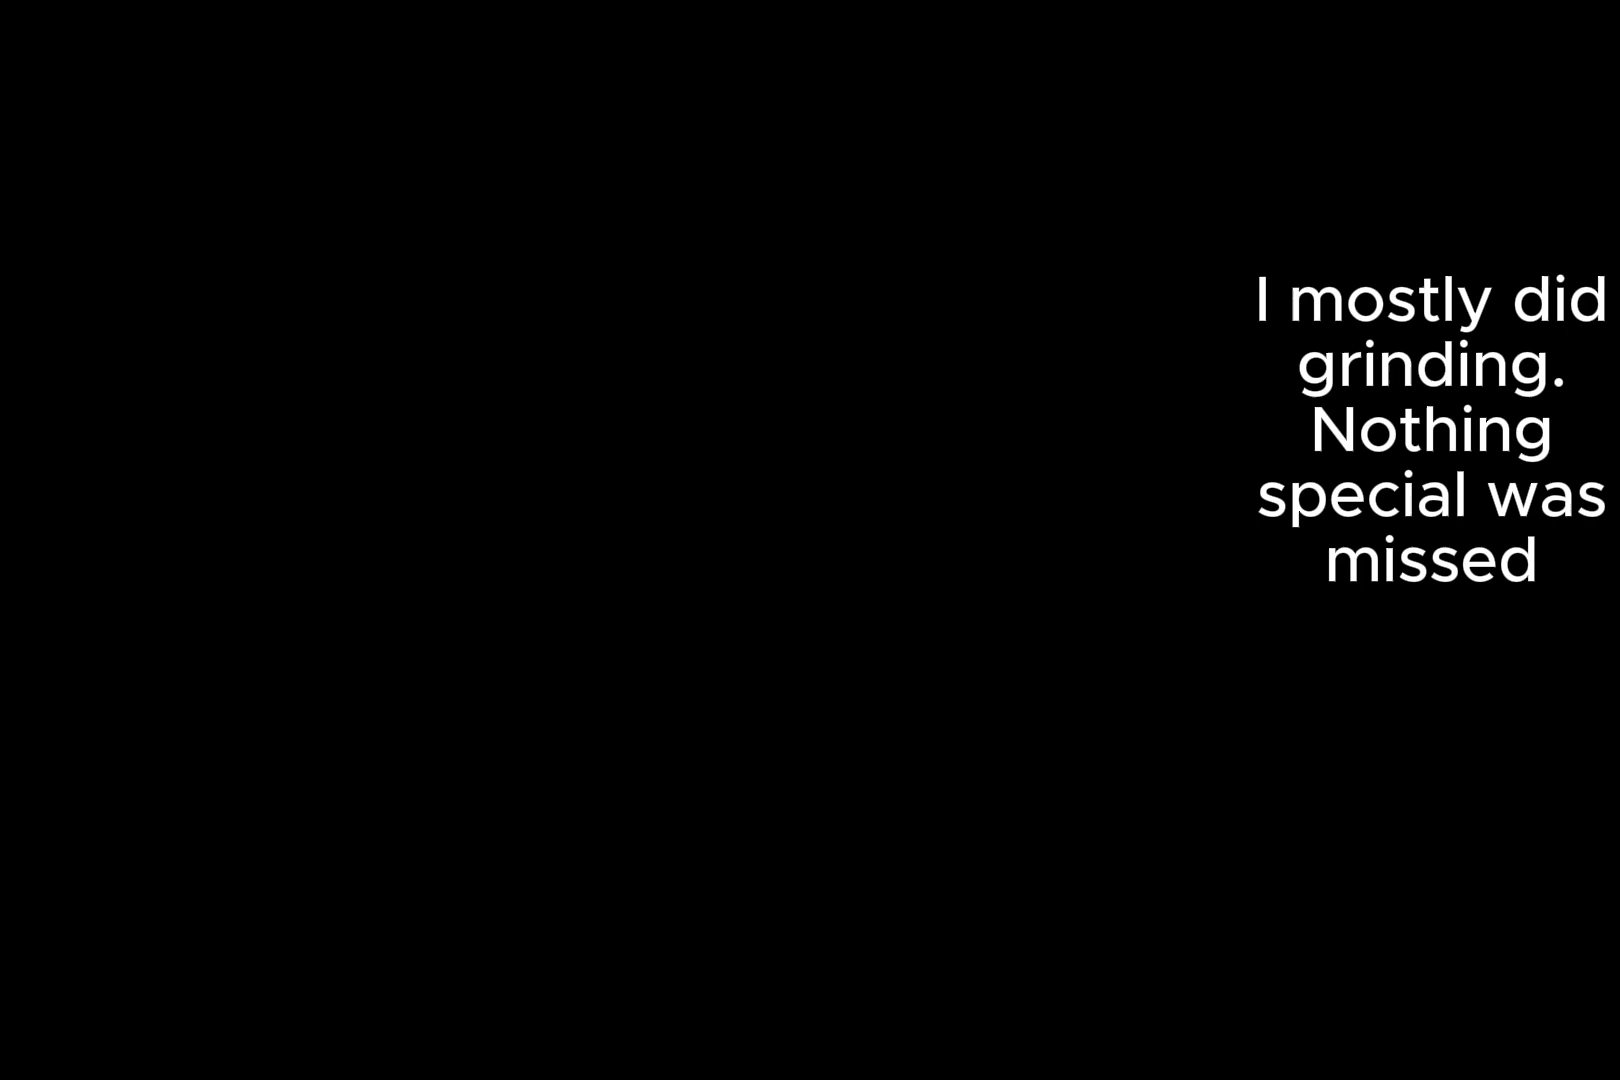 I mostly did
grinding.
Nothing
special was
missed